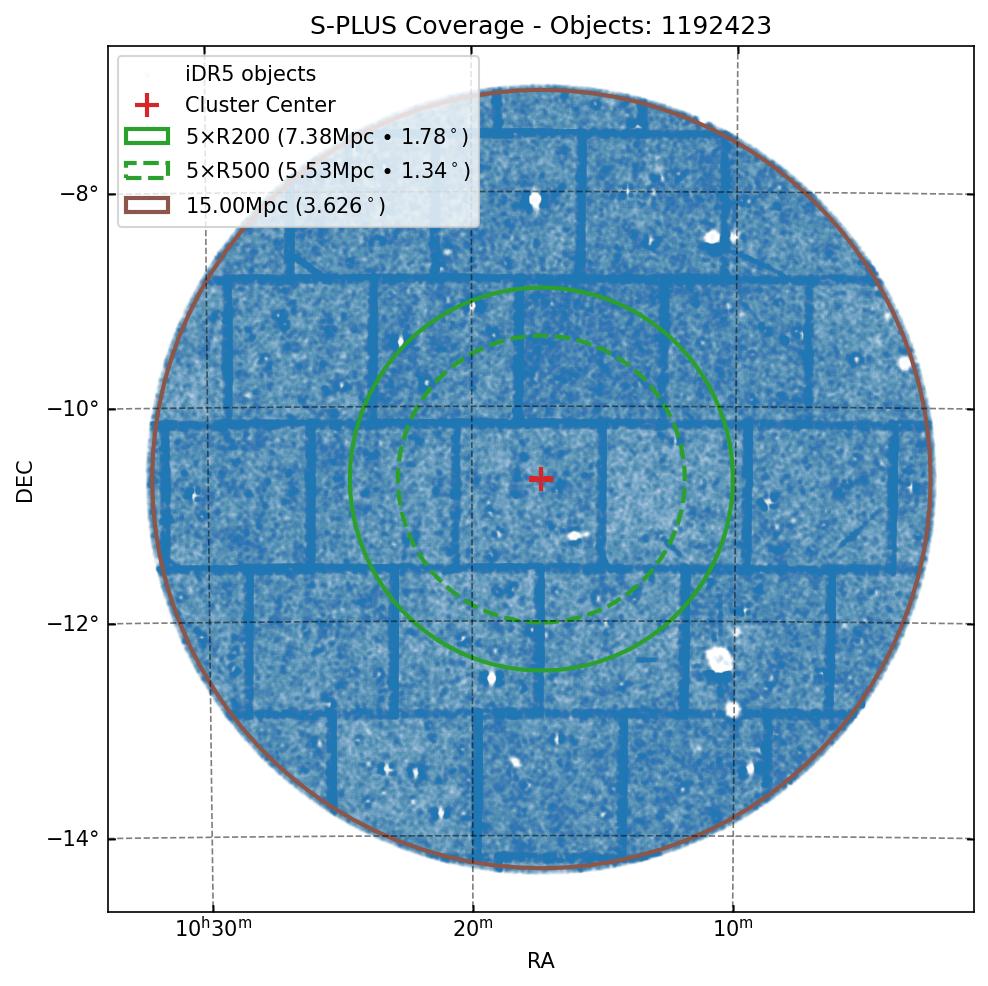 S-PLUS Coverage - Objects: 1192423
iDR5 objects
Cluster Center
5×R200 (7.38Mpc • 1.78°)
5×R500 (5.53Mpc • 1.34°)
15.00Mpc (3.626°)
−8°
−10°
−12°
−14°
DEC
10ʰ30ᵐ
20ᵐ
10ᵐ
RA